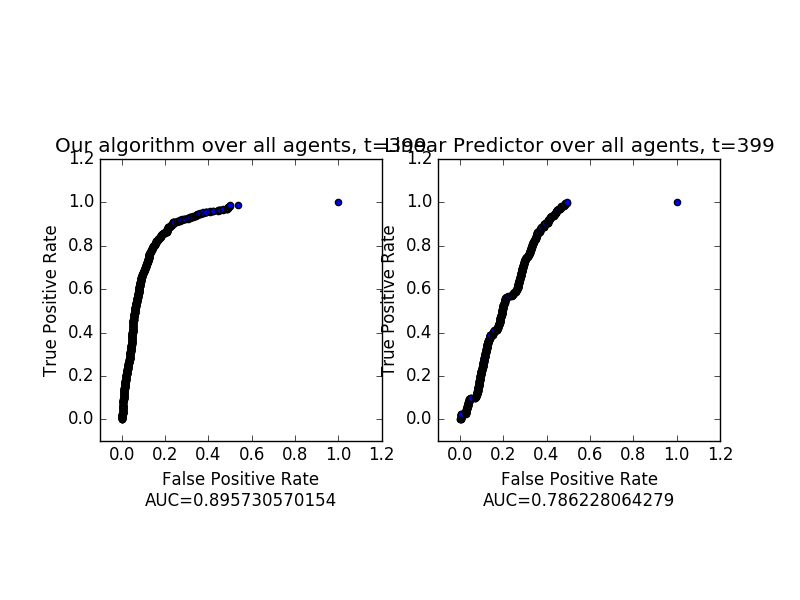 Our algorithm over all agents, t=399
Linear Predictor over all agents, t=399
True Positive Rate
1.2
1.0
0.8
0.6
0.4
0.2
0.0
0.0 0.2 0.4 0.6 0.8 1.0 1.2
False Positive Rate
AUC=0.895730570154
True Positive Rate
1.2
1.0
0.8
0.6
0.4
0.2
0.0
0.0 0.2 0.4 0.6 0.8 1.0 1.2
False Positive Rate
AUC=0.786228064279